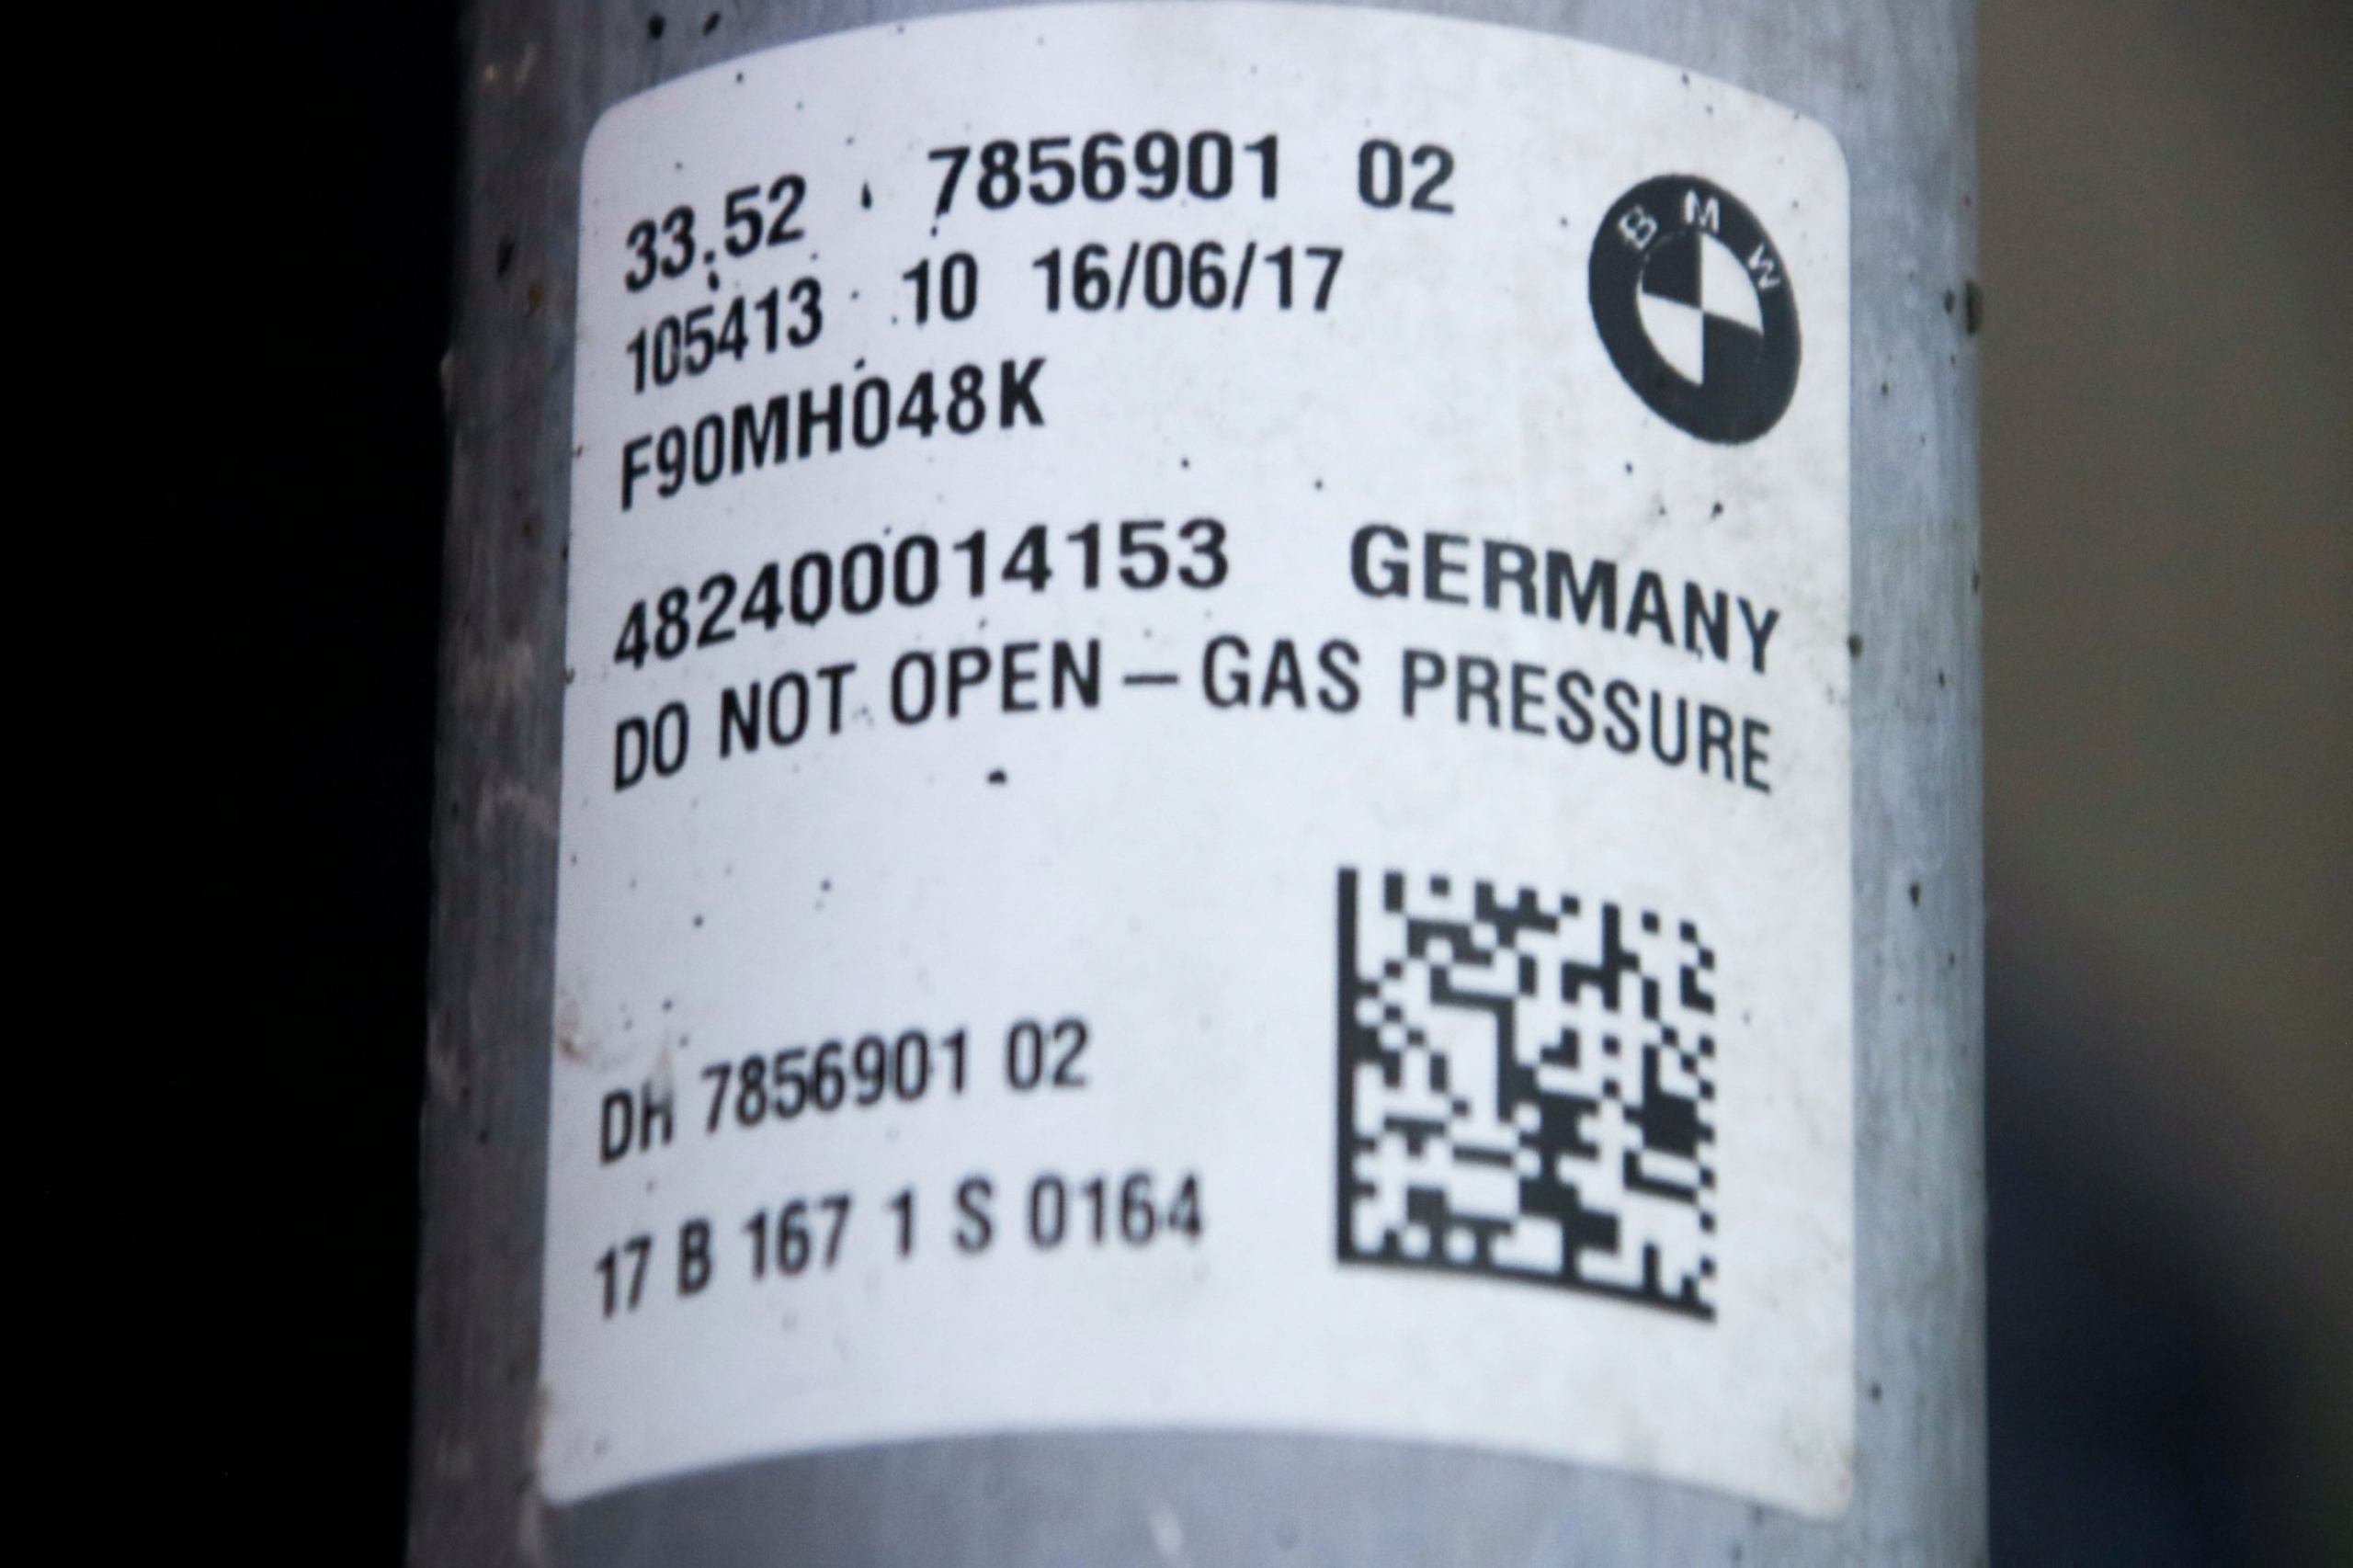 33.52 7856901 02
BMW
105413 10 16/06/17
F90MH048K
482400014153 GERMANY
DO NOT OPEN – GAS PRESSURE
DH 7856901 02
17 B 167 1 S 0164